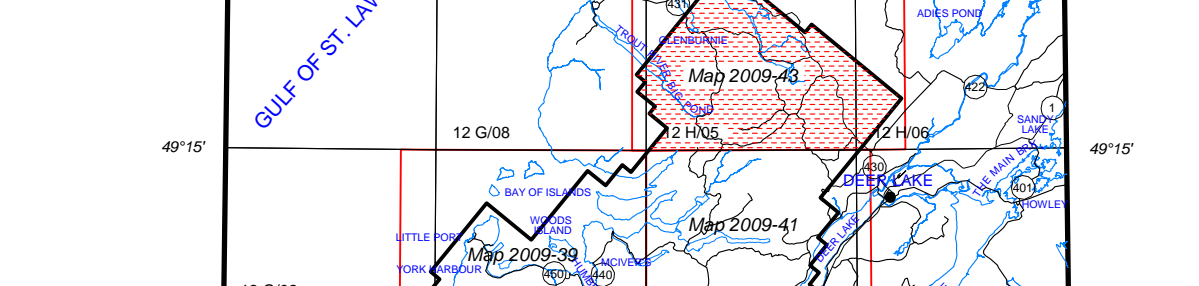 431
ADIES POND
GULF OF ST. LAW
TROUT RIVER BIG POND
GLENBURNIE
Map 2009-43
422
1
SANDY
LAKE
12 G/08
12 H/05
12 H/06
49°15'
49°15'
THE MAIN BR
430
DEER LAKE
401
HOWLEY
BAY OF ISLANDS
WOODS
ISLAND
Map 2009-41
LITTLE PORT
DEER LAKE
Map 2009-39
MCIVERS
YORK HARBOUR
450
HUMB
440